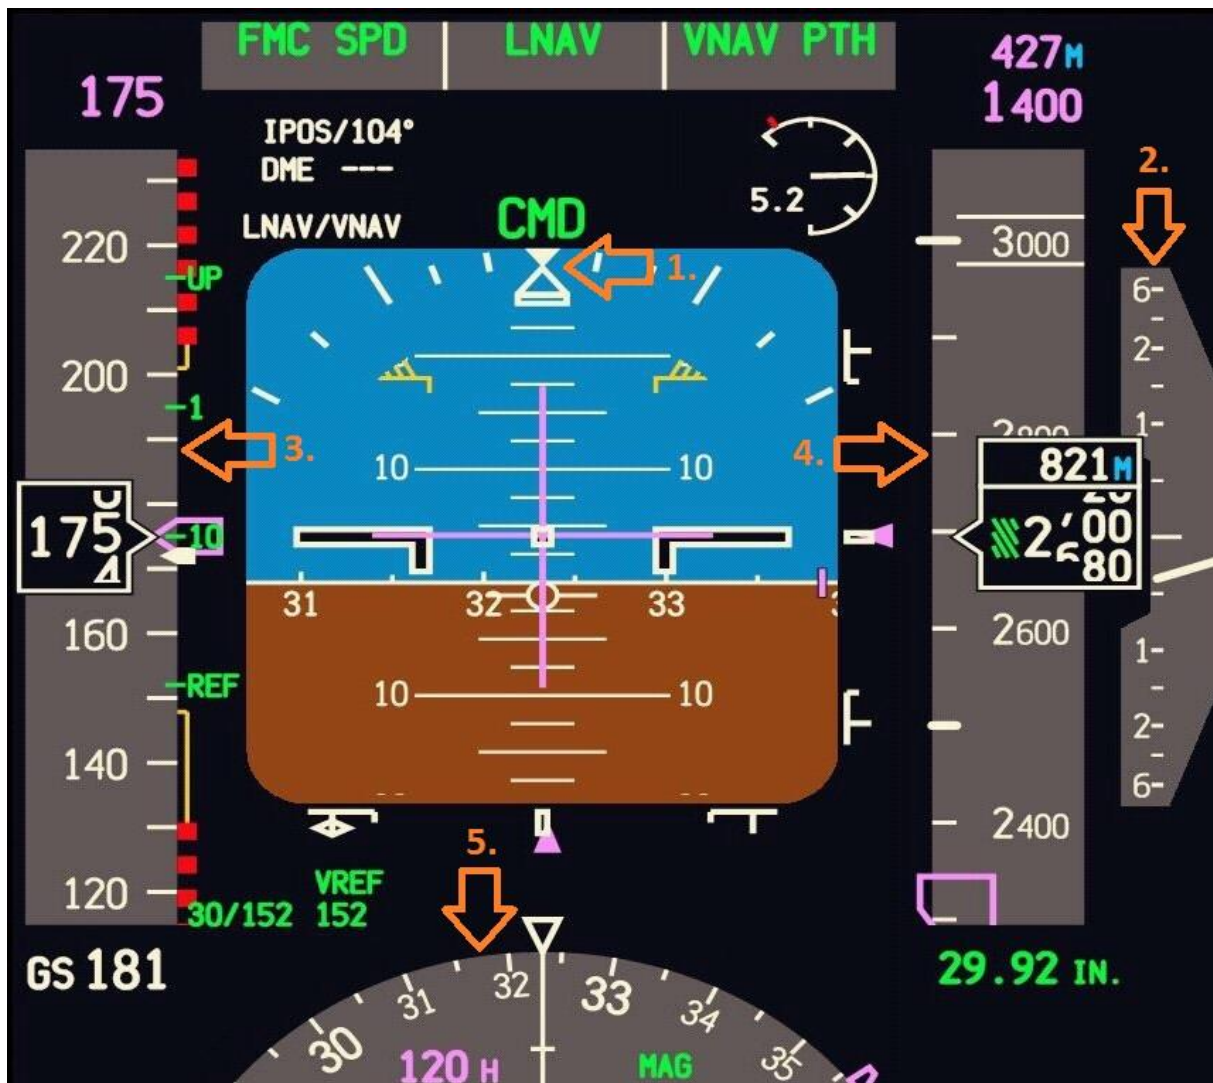 FMC SPD LNAV VNAV PTH
427M
175 1400
IPOS/104°
DME ---
5.2
LNAV/VNAV CMD
1.
2.
220 UP 3000
6
2
200 1
1
3. 10 10 4.
821M
175 10 2
00
80
31 32 33
160 2600
1
REF
10 10
2
140
6
2400
5.
VREF
120 30/152 152
GS 181
29.92 IN.
30 31 32 33 34 35
120 H MAG